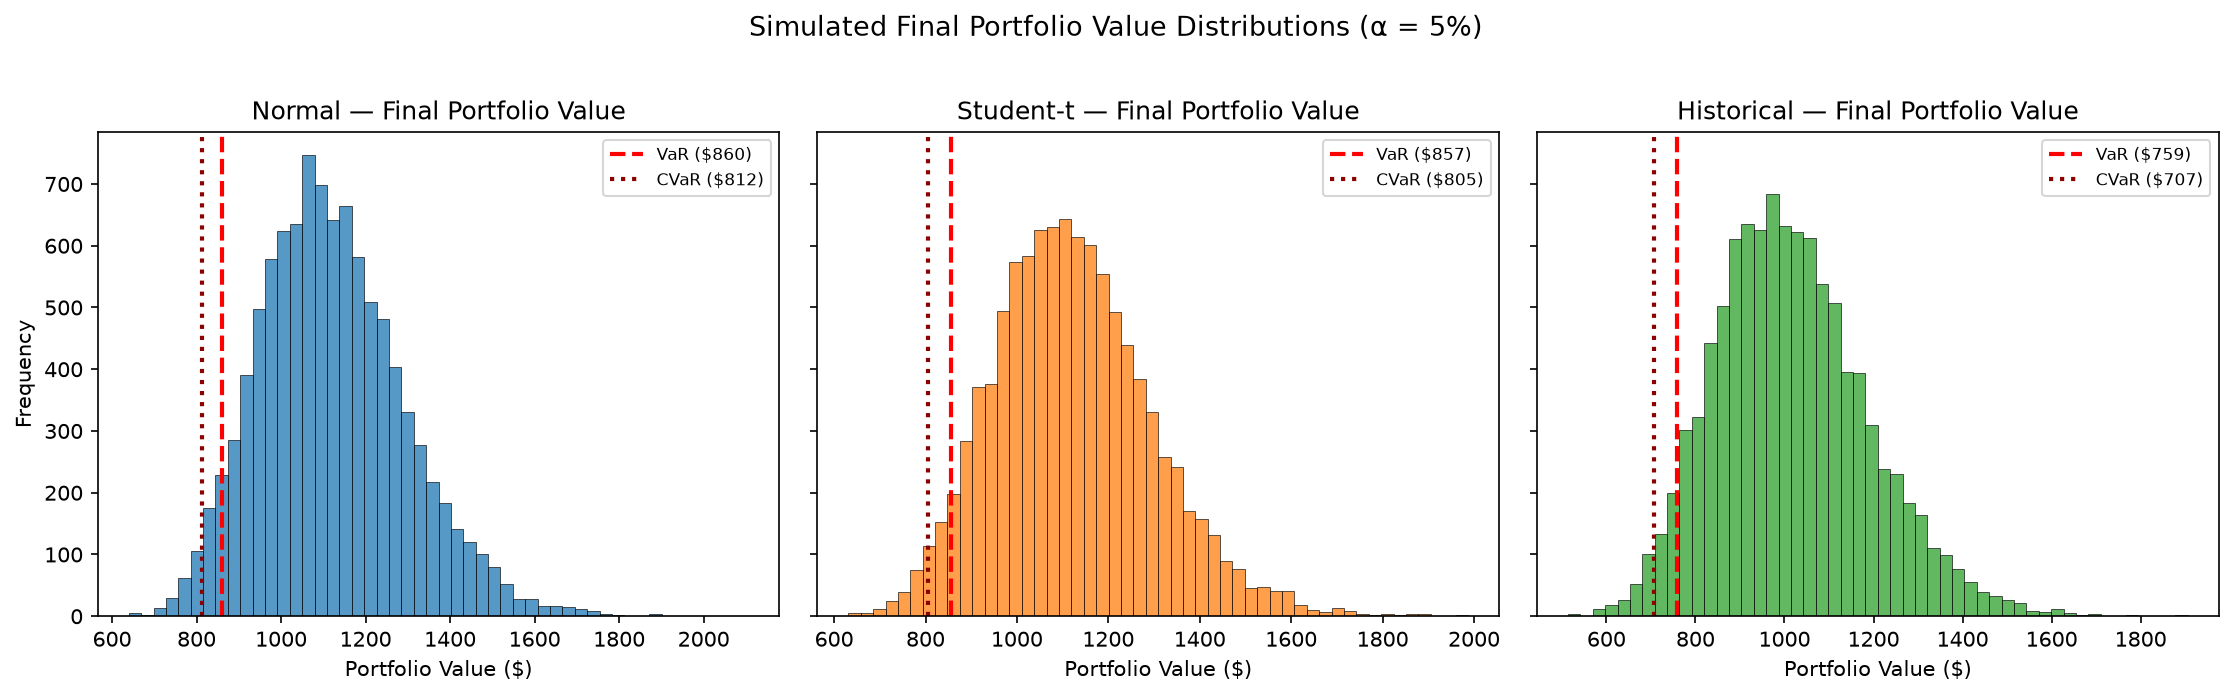 Simulated Final Portfolio Value Distributions (α = 5%)
Normal — Final Portfolio Value
VaR ($860)
CVaR ($812)
Frequency
700
600
500
400
300
200
100
0
600 800 1000 1200 1400 1600 1800 2000
Portfolio Value ($)
Student-t — Final Portfolio Value
VaR ($857)
CVaR ($805)
600 800 1000 1200 1400 1600 1800 2000
Portfolio Value ($)
Historical — Final Portfolio Value
VaR ($759)
CVaR ($707)
600 800 1000 1200 1400 1600 1800
Portfolio Value ($)